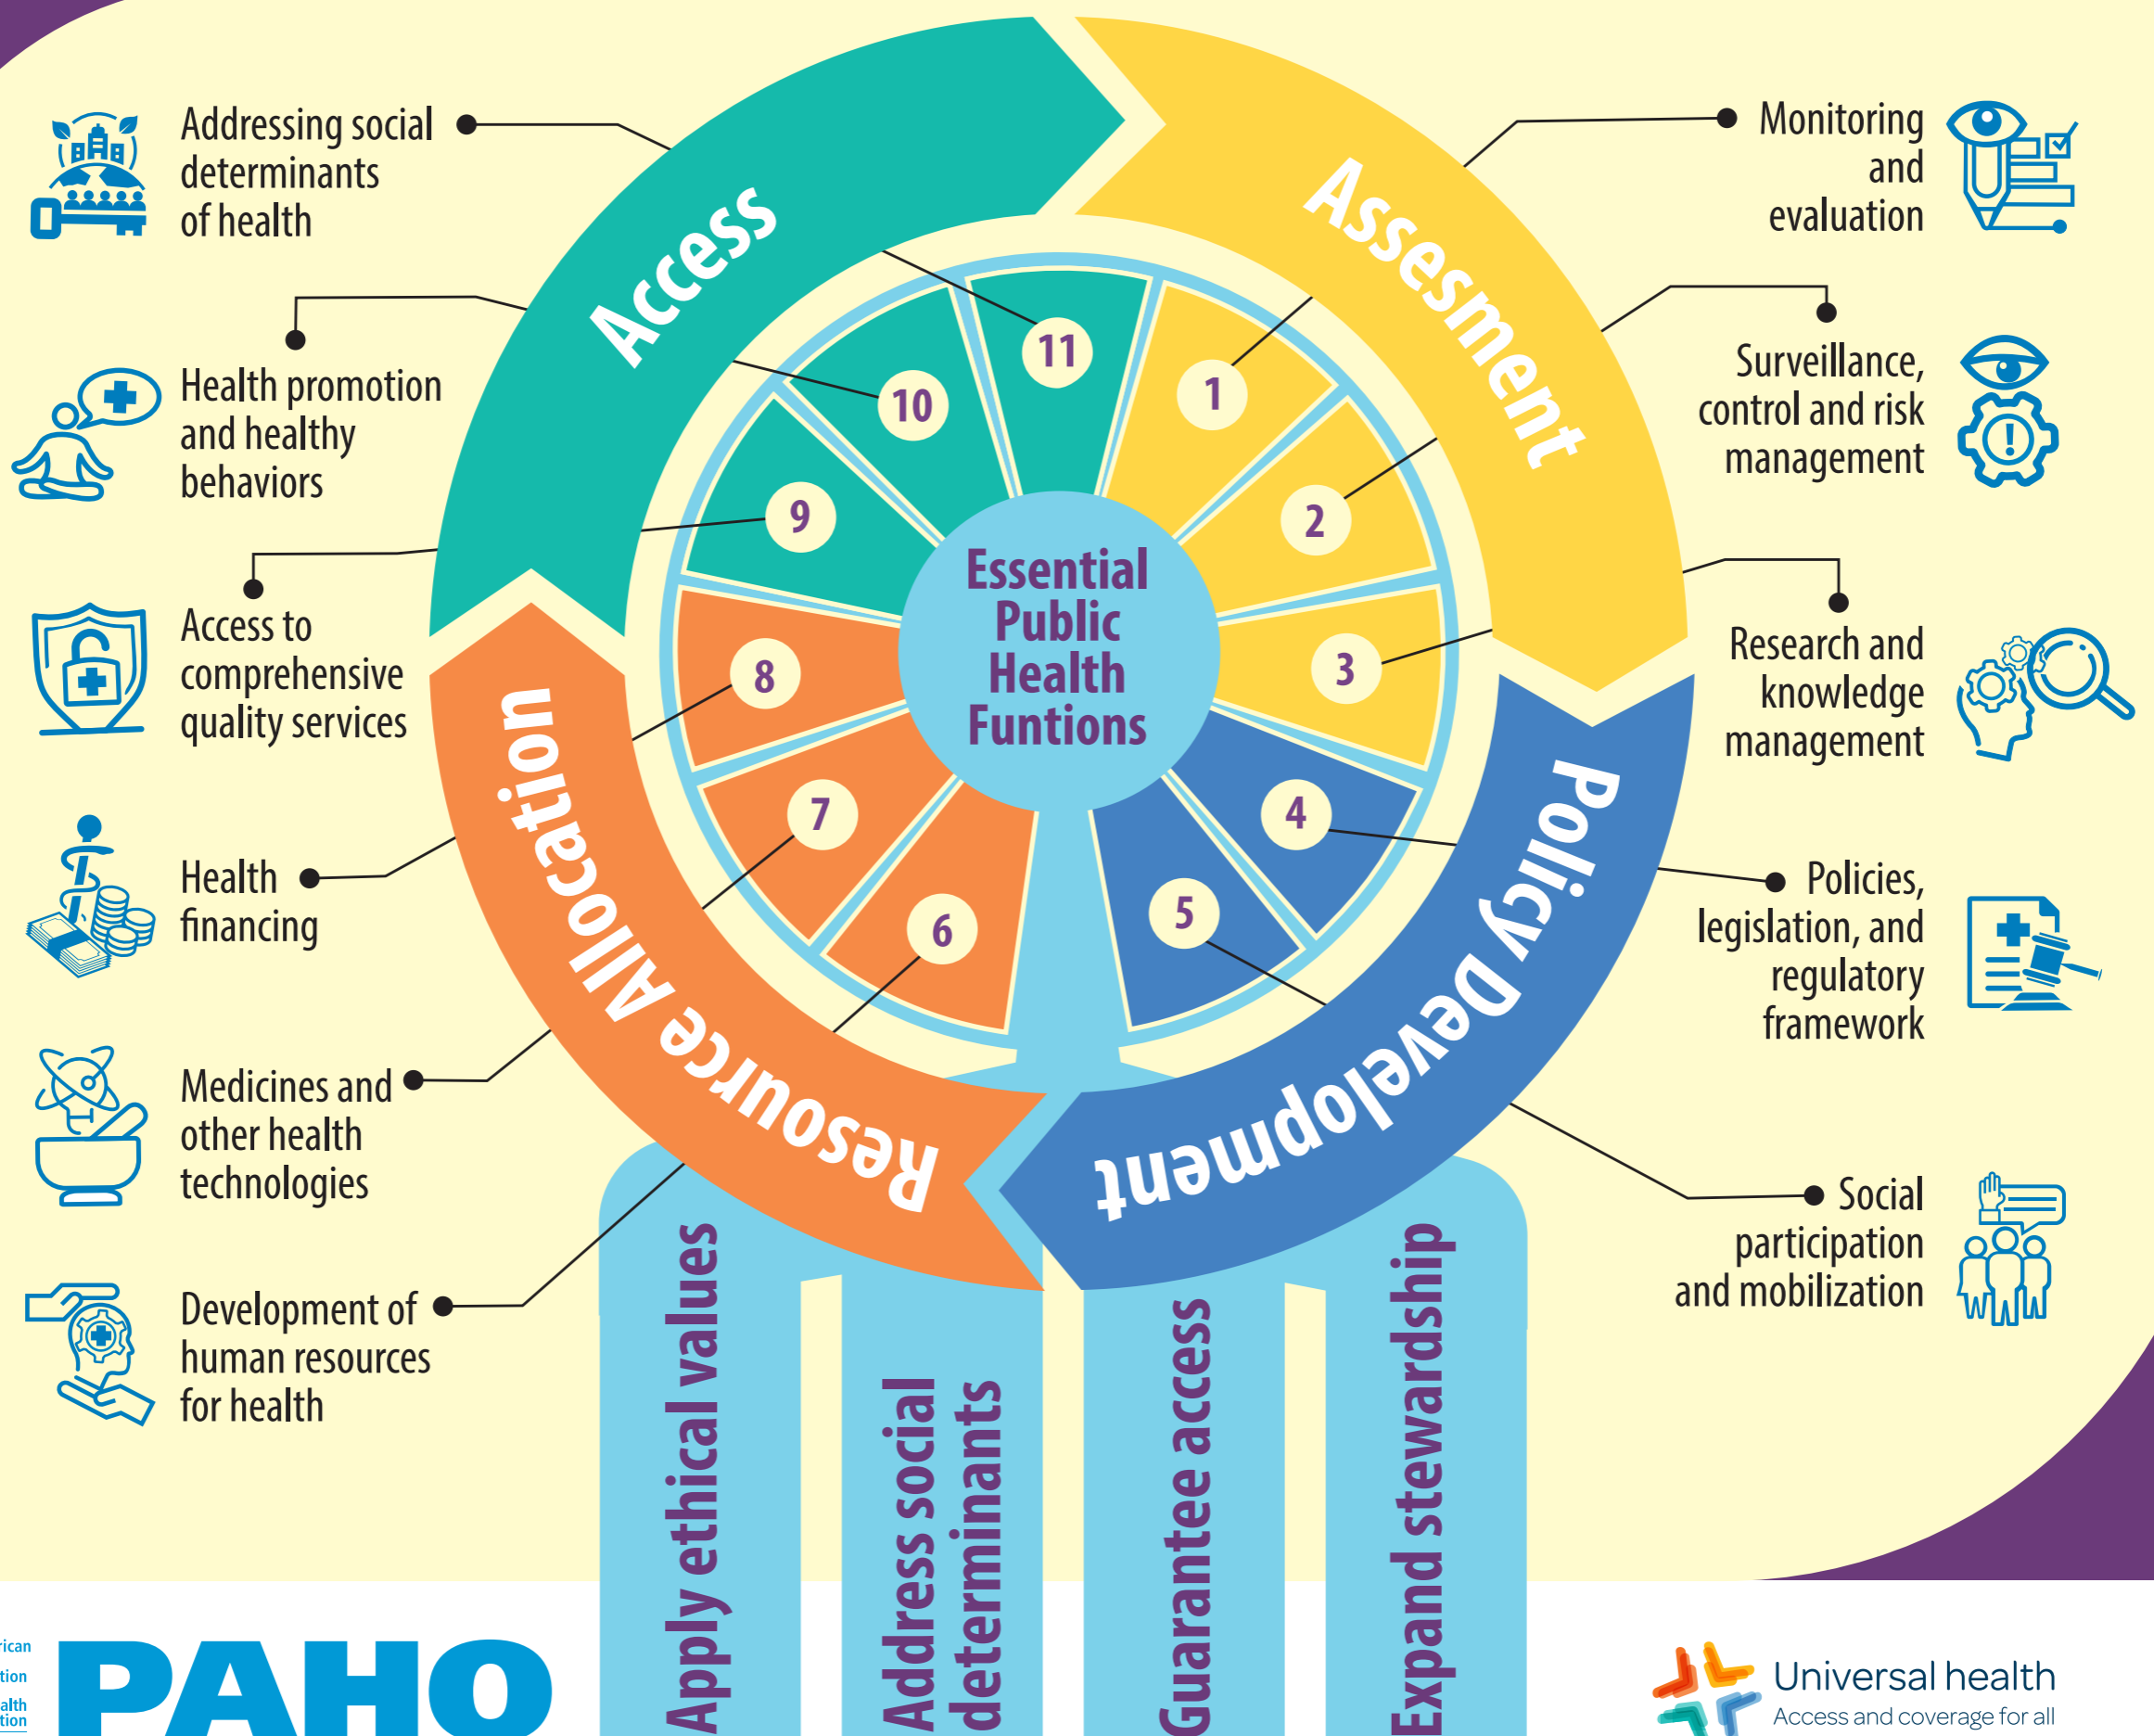 Addressing social
determinants
of health
Health promotion
and healthy
behaviors
Access to
comprehensive
quality services
Health
financing
Medicines and
other health
technologies
Development of
human resources
for health
Access
Assesment
Policy Development
Resource Allocation
11
1
2
3
4
5
6
7
8
9
10
Essential
Public
Health
Funtions
Monitoring
and
evaluation
Surveillance,
control and risk
management
Research and
knowledge
management
Policies,
legislation, and
regulatory
framework
Social
participation
and mobilization
Apply ethical values
Address social
determinants
Guarantee access
Expand stewardship
PAHO
Universal health
Access and coverage for all